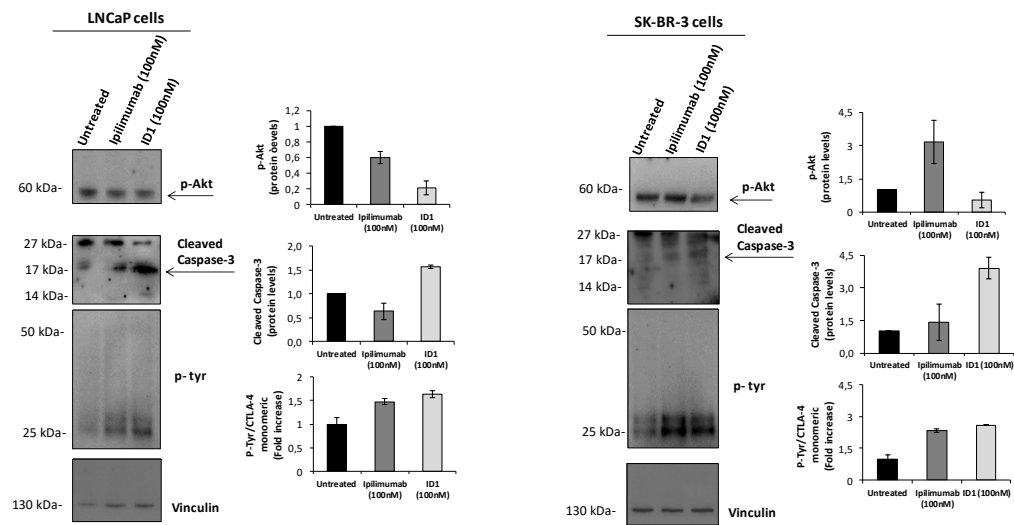 LNCaP cells
Untreated
Ipilimumab (100nM)
ID1 (100nM)
60 kDa-
p-Akt
27 kDa-
17 kDa-
14 kDa-
Cleaved
Caspase-3
50 kDa-
25 kDa-
p- tyr
130 kDa-
Vinculin
p-Akt
(protein òevels)
1,2
1
0,8
0,6
0,4
0,2
0
Untreated
Ipilimumab
(100nM)
ID1
(100nM)
Cleaved Caspase-3
(protein levels)
2,0
1,5
1,0
0,5
0,0
Untreated
Ipilimumab
(100nM)
ID1
(100nM)
P-Tyr/CTLA-4
monomeric
(Fold increase)
2
1,5
1
0,5
0
Untreated
Ipilimumab
(100nM)
ID1
(100nM)
SK-BR-3 cells
Untreated
Ipilimumab (100nM)
ID1 (100nM)
60 kDa-
p-Akt
27 kDa-
17 kDa-
14 kDa-
Cleaved
Caspase-3
50 kDa-
25 kDa-
p- tyr
130 kDa-
Vinculin
p-Akt
(protein levels)
4,5
3
1,5
0
Untreated
Ipilimumab
(100nM)
ID1
(100nM)
Cleaved Caspase-3
(protein levels)
4,5
3,0
1,5
0,0
Untreated
Ipilimumab
(100nM)
ID1 (100nM)
P-Tyr/CTLA-4
monomeric
(Fold increase)
4,5
3
1,5
0
Untreated
Ipilimumab
(100nM)
ID1 (100nM)